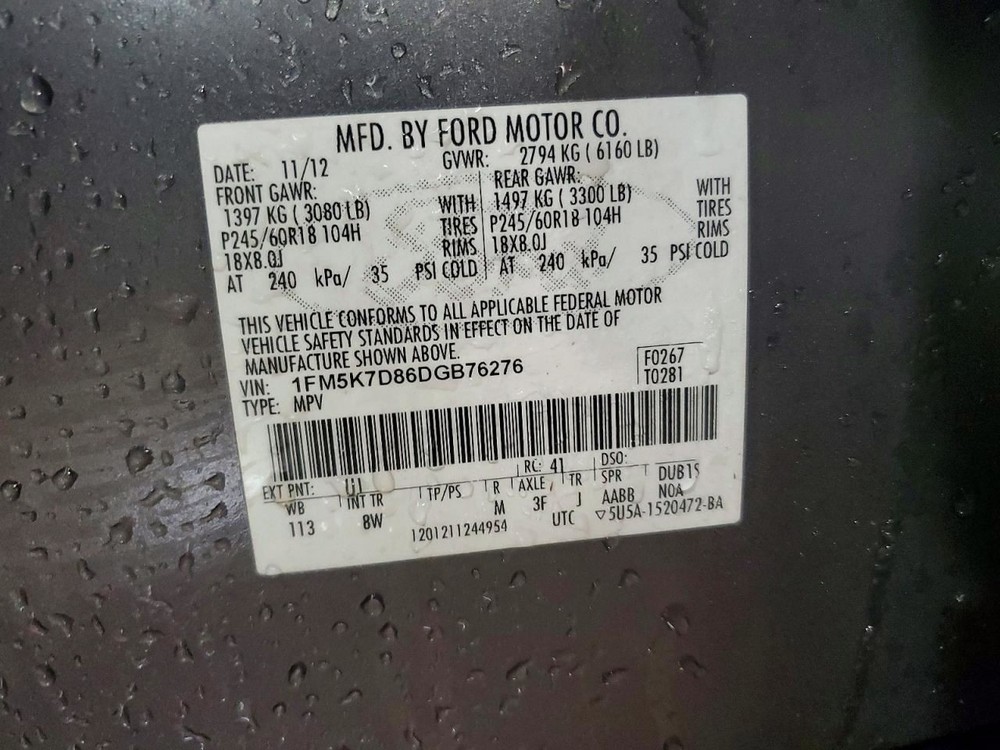 MFD. BY FORD MOTOR CO.
DATE: 11/12 GVWR: 2794 KG ( 6160 LB)
FRONT GAWR: REAR GAWR:
1397 KG ( 3080 LB) WITH 1497 KG ( 3300 LB) WITH
P245/60R18 104H TIRES P245/60R18 104H TIRES
18X8.0J RIMS 18X8.0J RIMS
AT 240 kPa/ 35 PSI COLD AT 240 kPa/ 35 PSI COLD
THIS VEHICLE CONFORMS TO ALL APPLICABLE FEDERAL MOTOR
VEHICLE SAFETY STANDARDS IN EFFECT ON THE DATE OF
MANUFACTURE SHOWN ABOVE.
VIN: 1FM5K7D86DGB76276 F0267
TYPE: MPV T0281
EXT PNT: UJ RC: 41 DSO:
WB INT TR TP/PS R AXLE TR SPR DUB1S
113 8W M 3F J AABB NOA
1201211244954 UTC ▽5U5A-1520472-BA